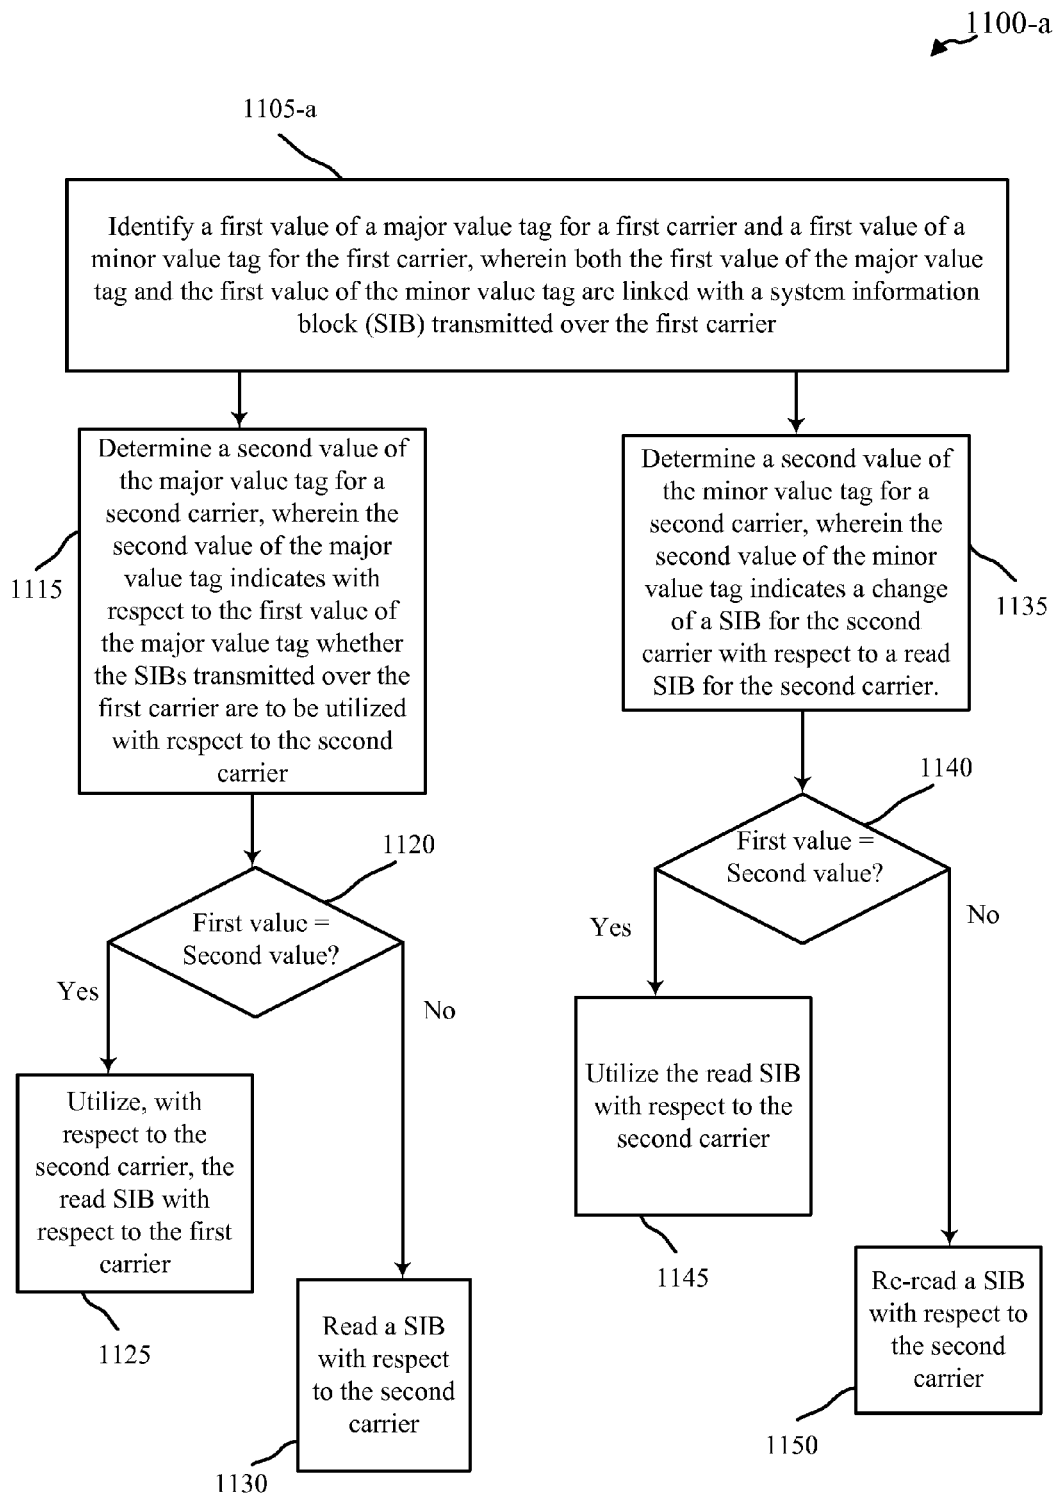 1100-a
1105-a
Identify a first value of a major value tag for a first carrier and a first value of a
minor value tag for the first carrier, wherein both the first value of the major value
tag and the first value of the minor value tag are linked with a system information
block (SIB) transmitted over the first carrier
Determine a second value of
the major value tag for a
second carrier, wherein the
second value of the major
value tag indicates with
respect to the first value of
the major value tag whether
the SIBs transmitted over the
first carrier are to be utilized
with respect to the second
carrier
1115
Determine a second value of
the minor value tag for a
second carrier, wherein the
second value of the minor
value tag indicates a change
of a SIB for the second
carrier with respect to a read
SIB for the second carrier.
1135
1120
First value =
Second value?
Yes
No
1140
First value =
Second value?
Yes
No
Utilize, with
respect to the
second carrier, the
read SIB with
respect to the first
carrier
1125
Read a SIB
with respect
to the second
carrier
1130
Utilize the read SIB
with respect to the
second carrier
1145
Re-read a SIB
with respect to
the second
carrier
1150